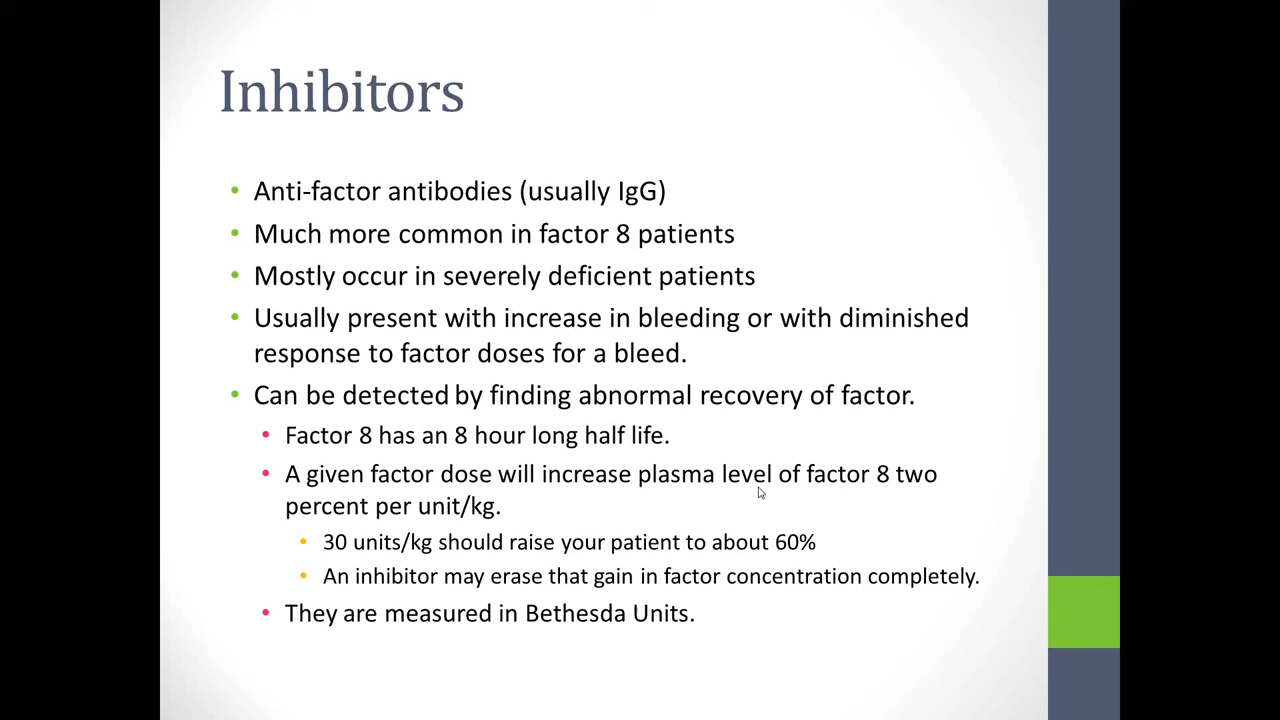 Inhibitors
• Anti-factor antibodies (usually IgG)
• Much more common in factor 8 patients
• Mostly occur in severely deficient patients
• Usually present with increase in bleeding or with diminished
response to factor doses for a bleed.
• Can be detected by finding abnormal recovery of factor.
• Factor 8 has an 8 hour long half life.
• A given factor dose will increase plasma level of factor 8 two
percent per unit/kg.
• 30 units/kg should raise your patient to about 60%
• An inhibitor may erase that gain in factor concentration completely.
• They are measured in Bethesda Units.